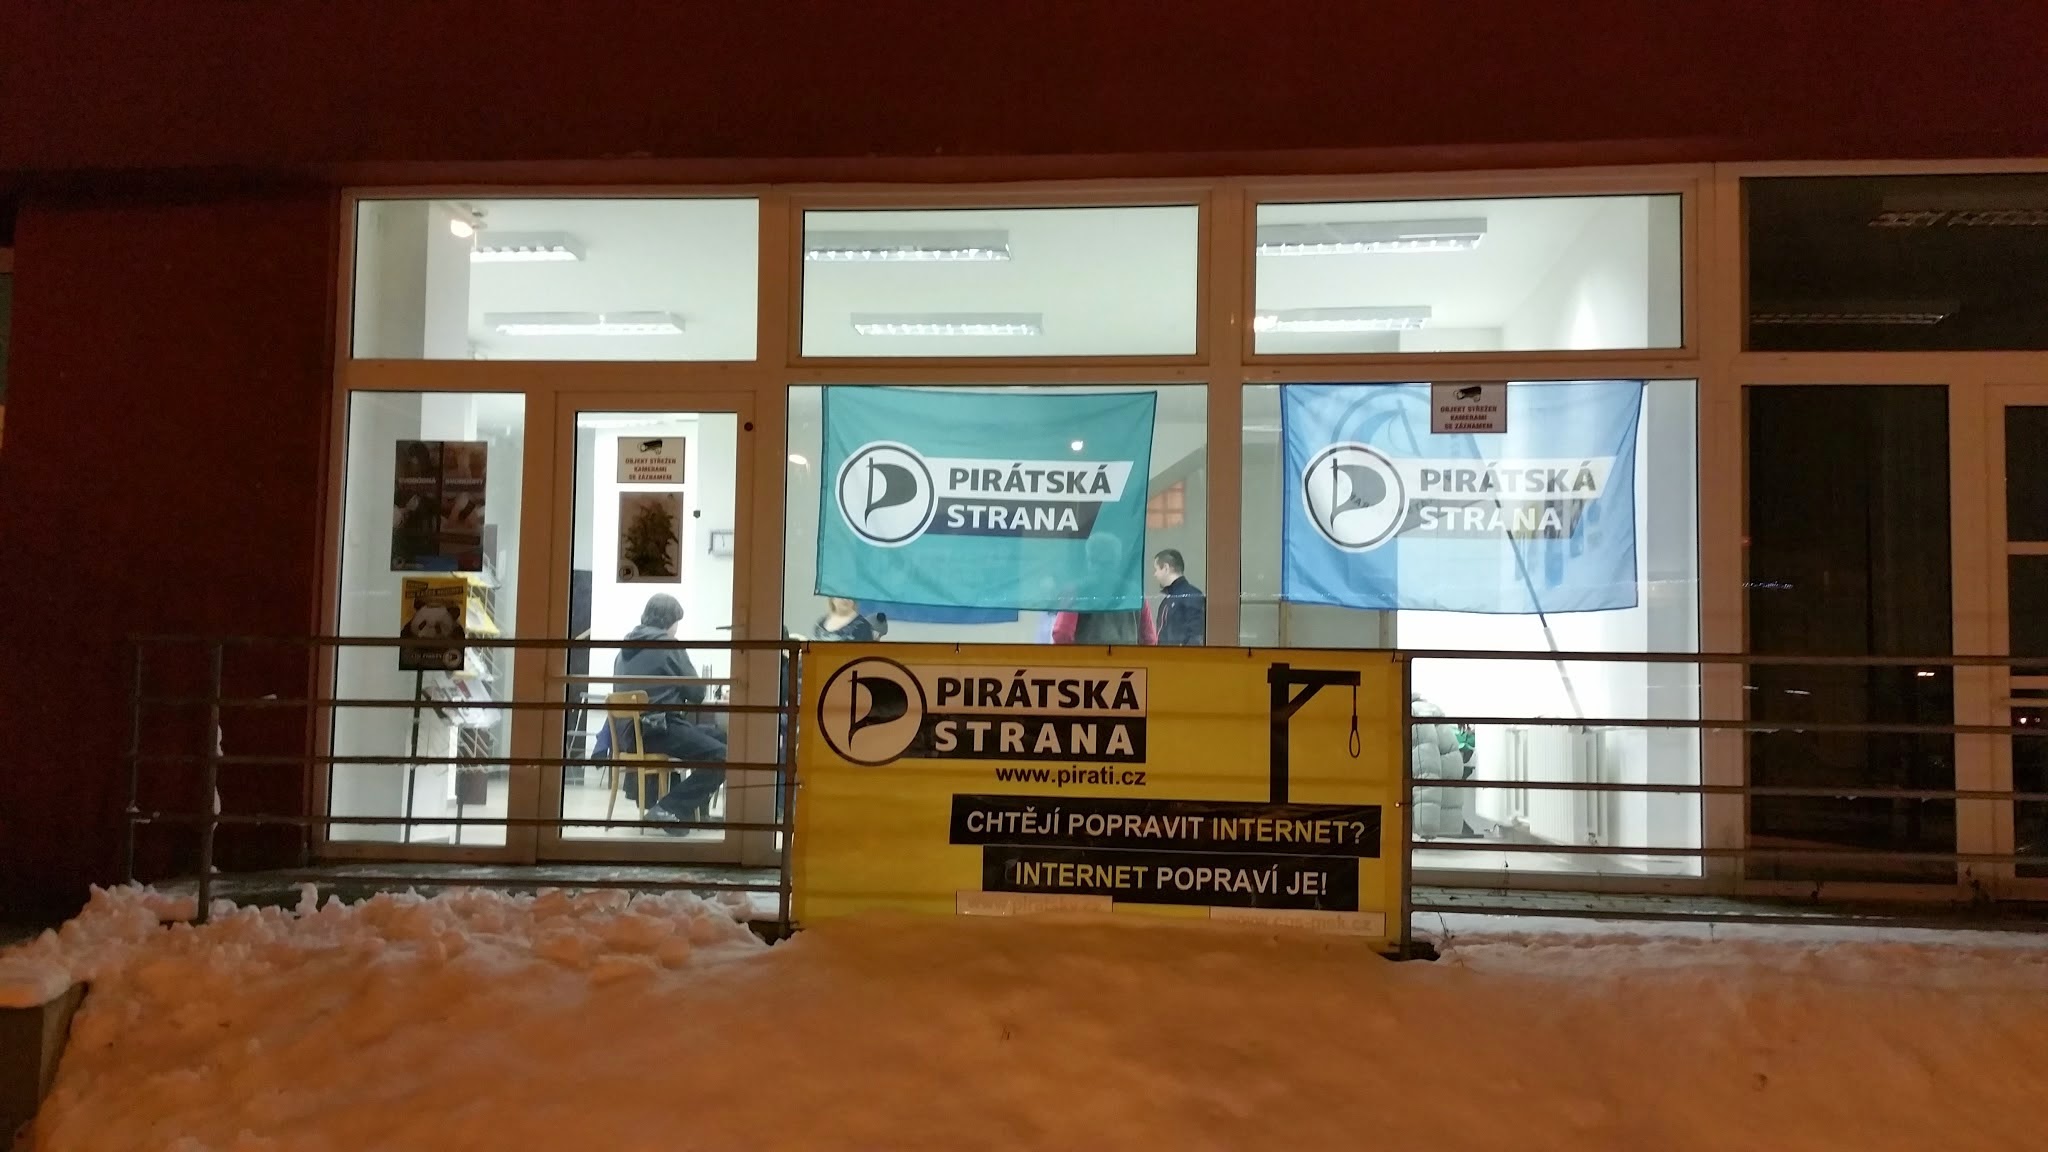 OBJEKT STŘEŽEN
KAMERAMI
SE ZÁZNAMEM
PIRÁTSKÁ
STRANA
OBJEKT STŘEŽEN
KAMERAMI
SE ZÁZNAMEM
PIRÁTSKÁ
STRANA
PIRÁTSKÁ
STRANA
www.pirati.cz
CHTĚJÍ POPRAVIT INTERNET?
INTERNET POPRAVÍ JE!